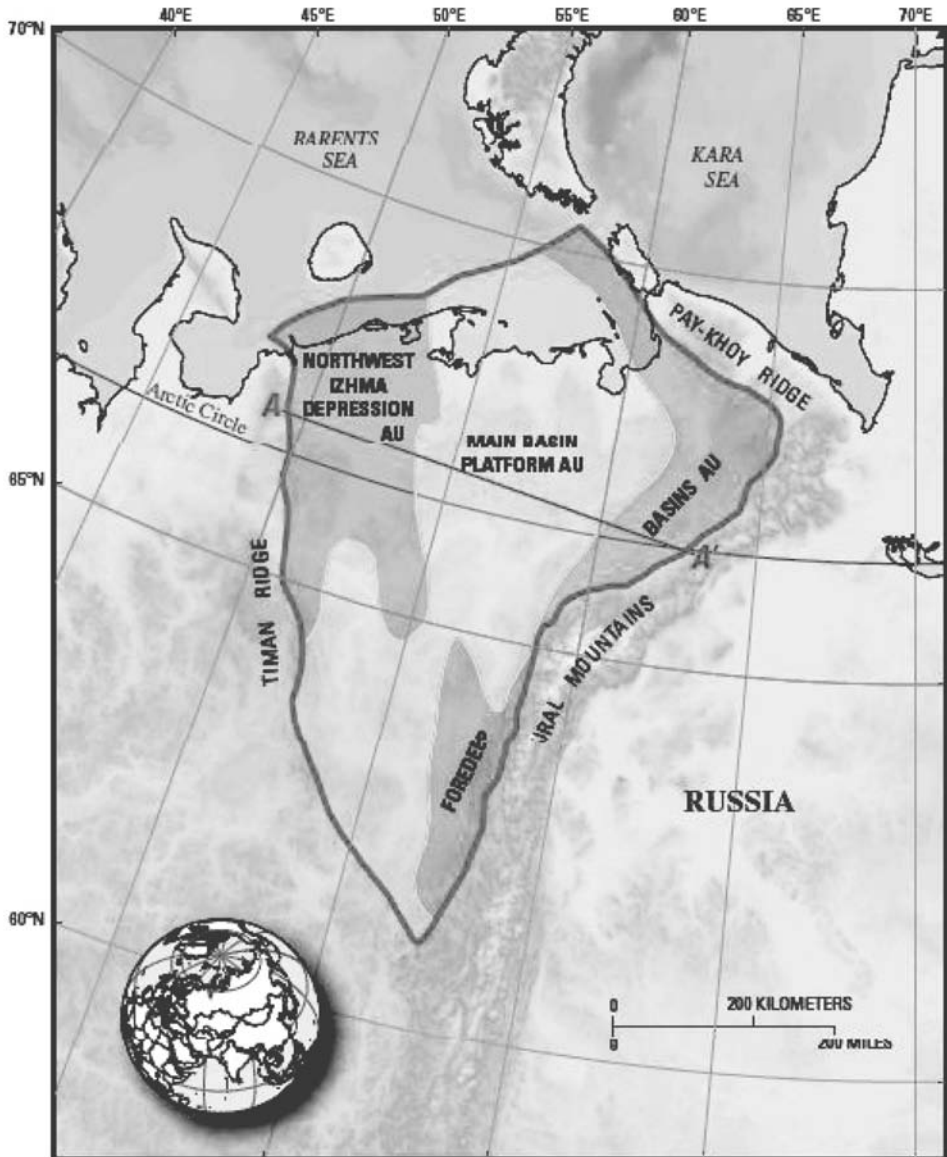 70°N
40°E
45°E
50°E
55°E
60°E
65°E
70°E
BARENTS
SEA
KARA
SEA
PAY-KHOY RIDGE
NORTHWEST
IZHMA
DEPRESSION
AU
A
Arctic Circle
MAIN BASIN
PLATFORM AU
65°N
BASINS AU
A'
TIMAN RIDGE
URAL MOUNTAINS
FOREDEEP
RUSSIA
60°N
0 200 KILOMETERS
0 200 MILES